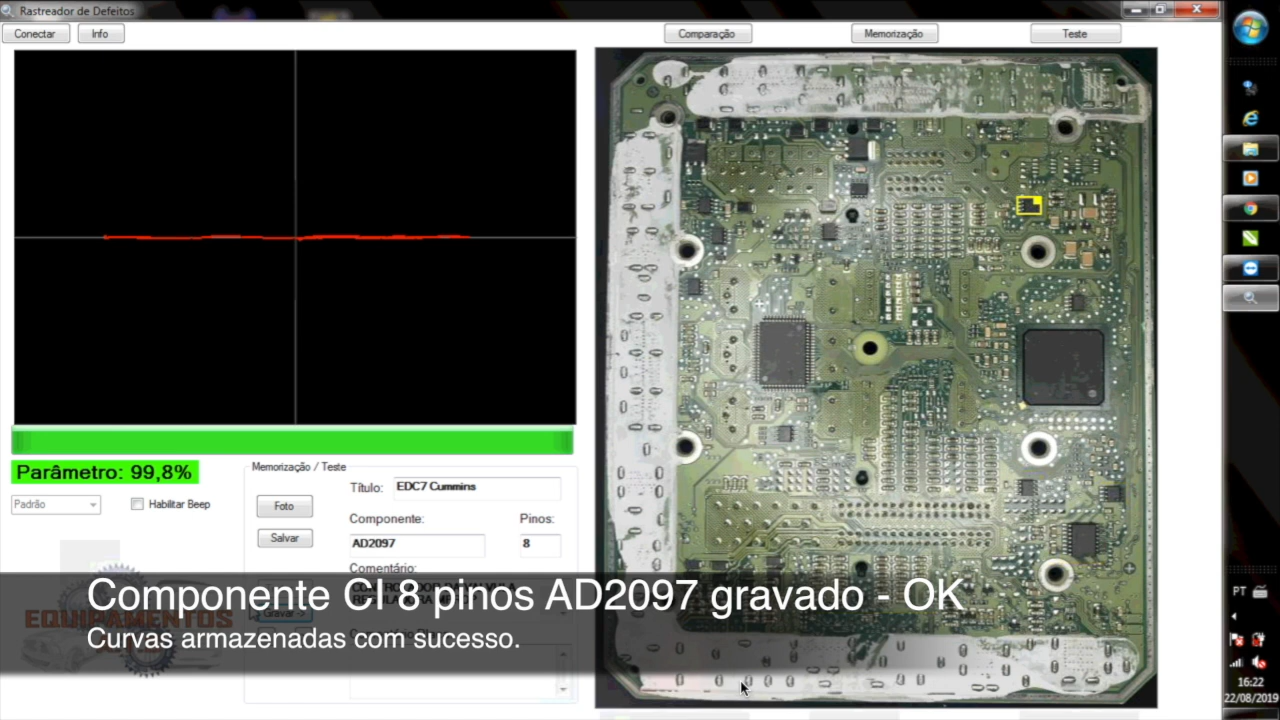 Rastreador de Defeitos
Conectar
Info
Comparação
Memorização
Teste
Parâmetro: 99,8%
Padrão
Habilitar Beep
Memorização / Teste
Foto
Salvar
Título:
EDC7 Cummins
Componente:
Pinos:
AD2097
8
Comentário:
Componente CI 8 pinos AD2097 gravado - OK
EQUIPAMENTOS
Gravar
Curvas armazenadas com sucesso.
PT
16:22
22/08/2019